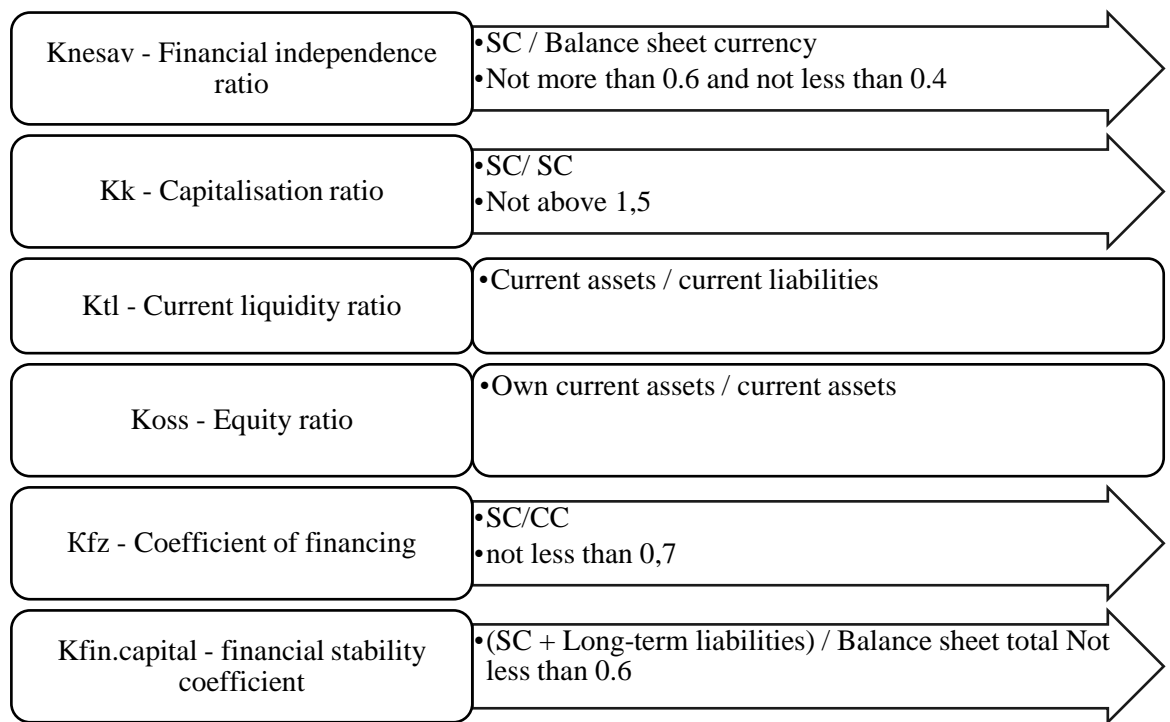 Knesav - Financial independence
ratio
•SC / Balance sheet currency
•Not more than 0.6 and not less than 0.4
Kk - Capitalisation ratio
•SC/ SC
•Not above 1,5
Ktl - Current liquidity ratio
•Current assets / current liabilities
Koss - Equity ratio
•Own current assets / current assets
Kfz - Coefficient of financing
•SC/CC
•not less than 0,7
Kfin.capital - financial stability
coefficient
•(SC + Long-term liabilities) / Balance sheet total Not
less than 0.6